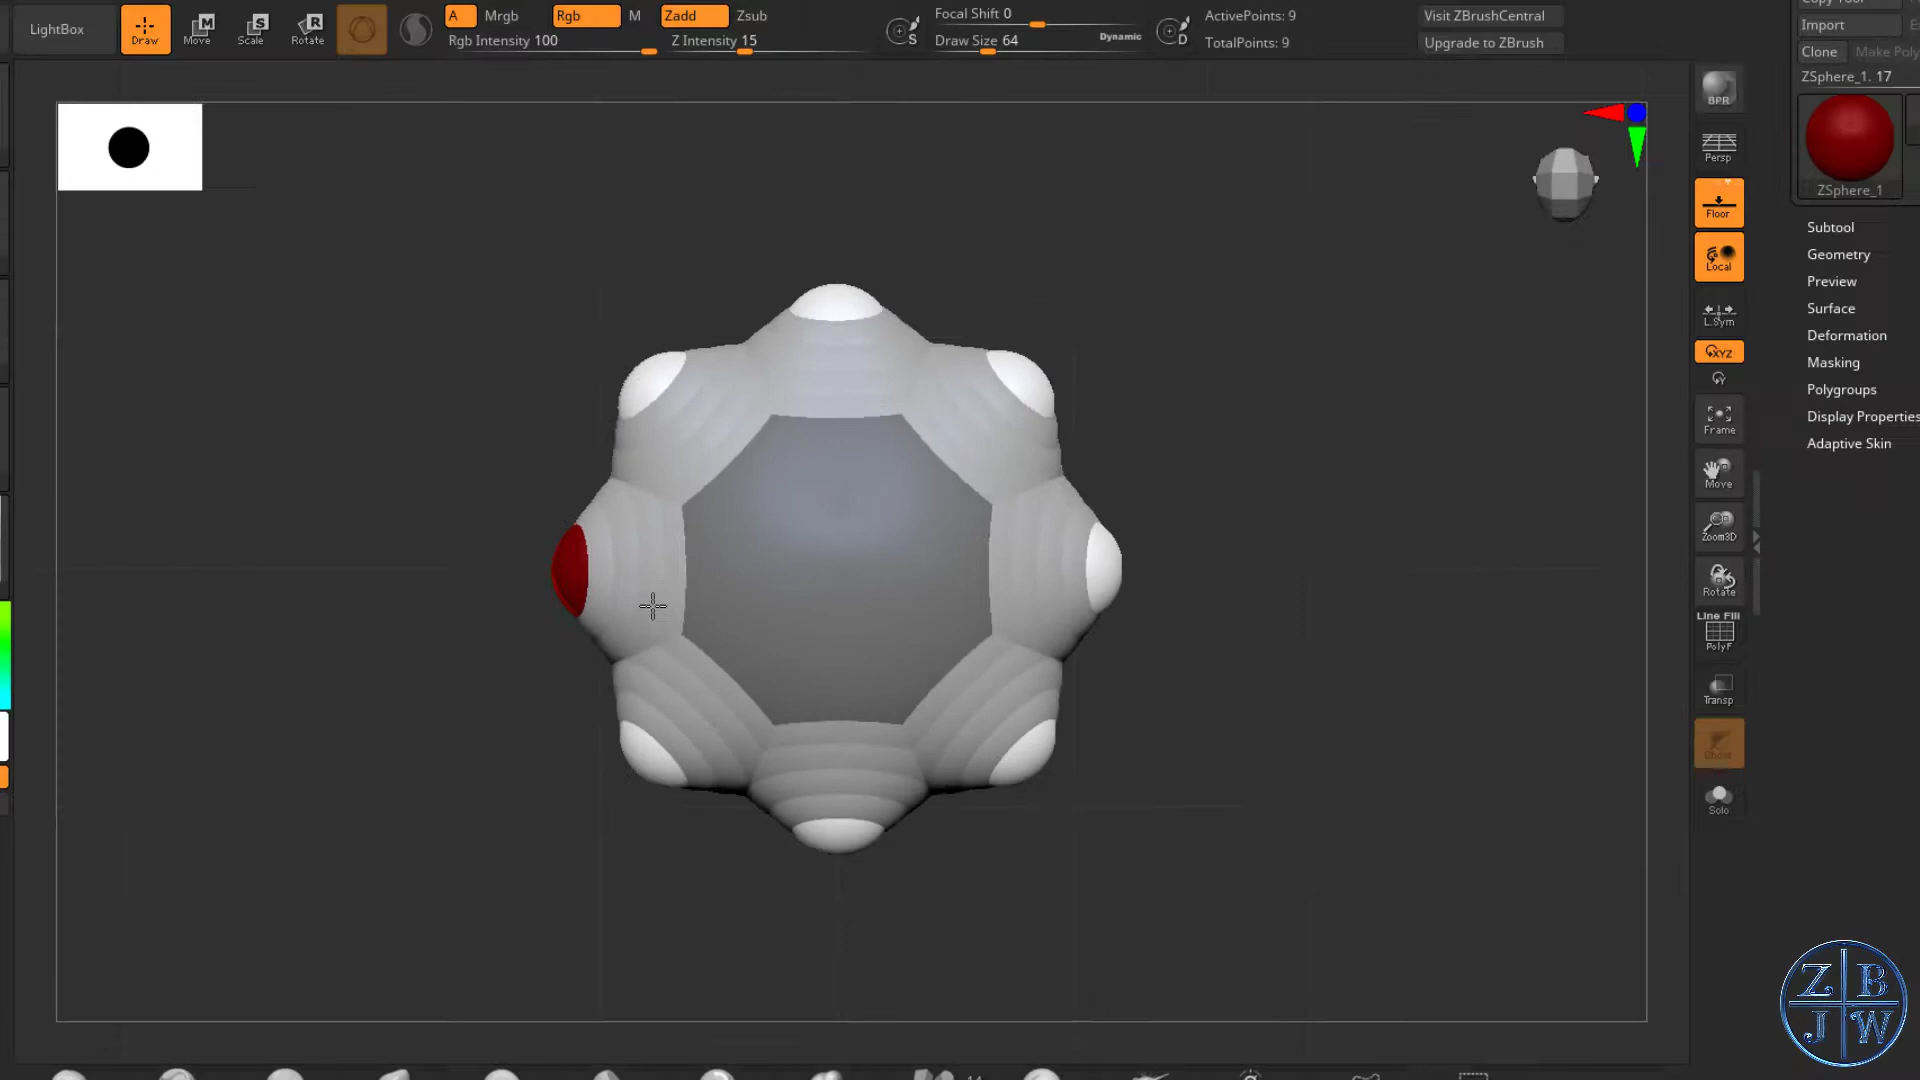 LightBox
Draw
Move
Scale
Rotate
A
Mrgb
Rgb
M
Zadd
Zsub
Rgb Intensity 100
Z Intensity 15
S
Focal Shift 0
Draw Size 64
Dynamic
D
ActivePoints: 9
TotalPoints: 9
Visit ZBrushCentral
Upgrade to ZBrush
Import
Clone
Make Poly
ZSphere_1. 17
ZSphere_1
Subtool
Geometry
Preview
Surface
Deformation
Masking
Polygroups
Display Properties
Adaptive Skin
BPR
Persp
Floor
Local
L.Sym
XYZ
Y
Frame
Move
Zoom3D
Rotate
Line Fill
PolyF
Transp
Ghost
Solo
Z B
J W